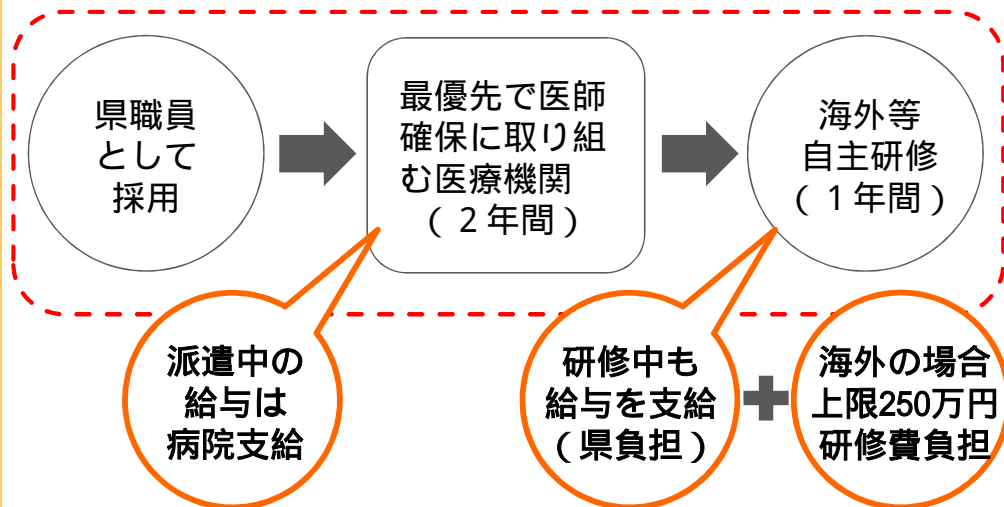 県職員
として
採用
最優先で医師
確保に取り組
む医療機関
（２年間）
海外等
自主研修
（１年間）
派遣中の
給与は
病院支給
研修中も
給与を支給
（県負担）
海外の場合
上限250万円
研修費負担